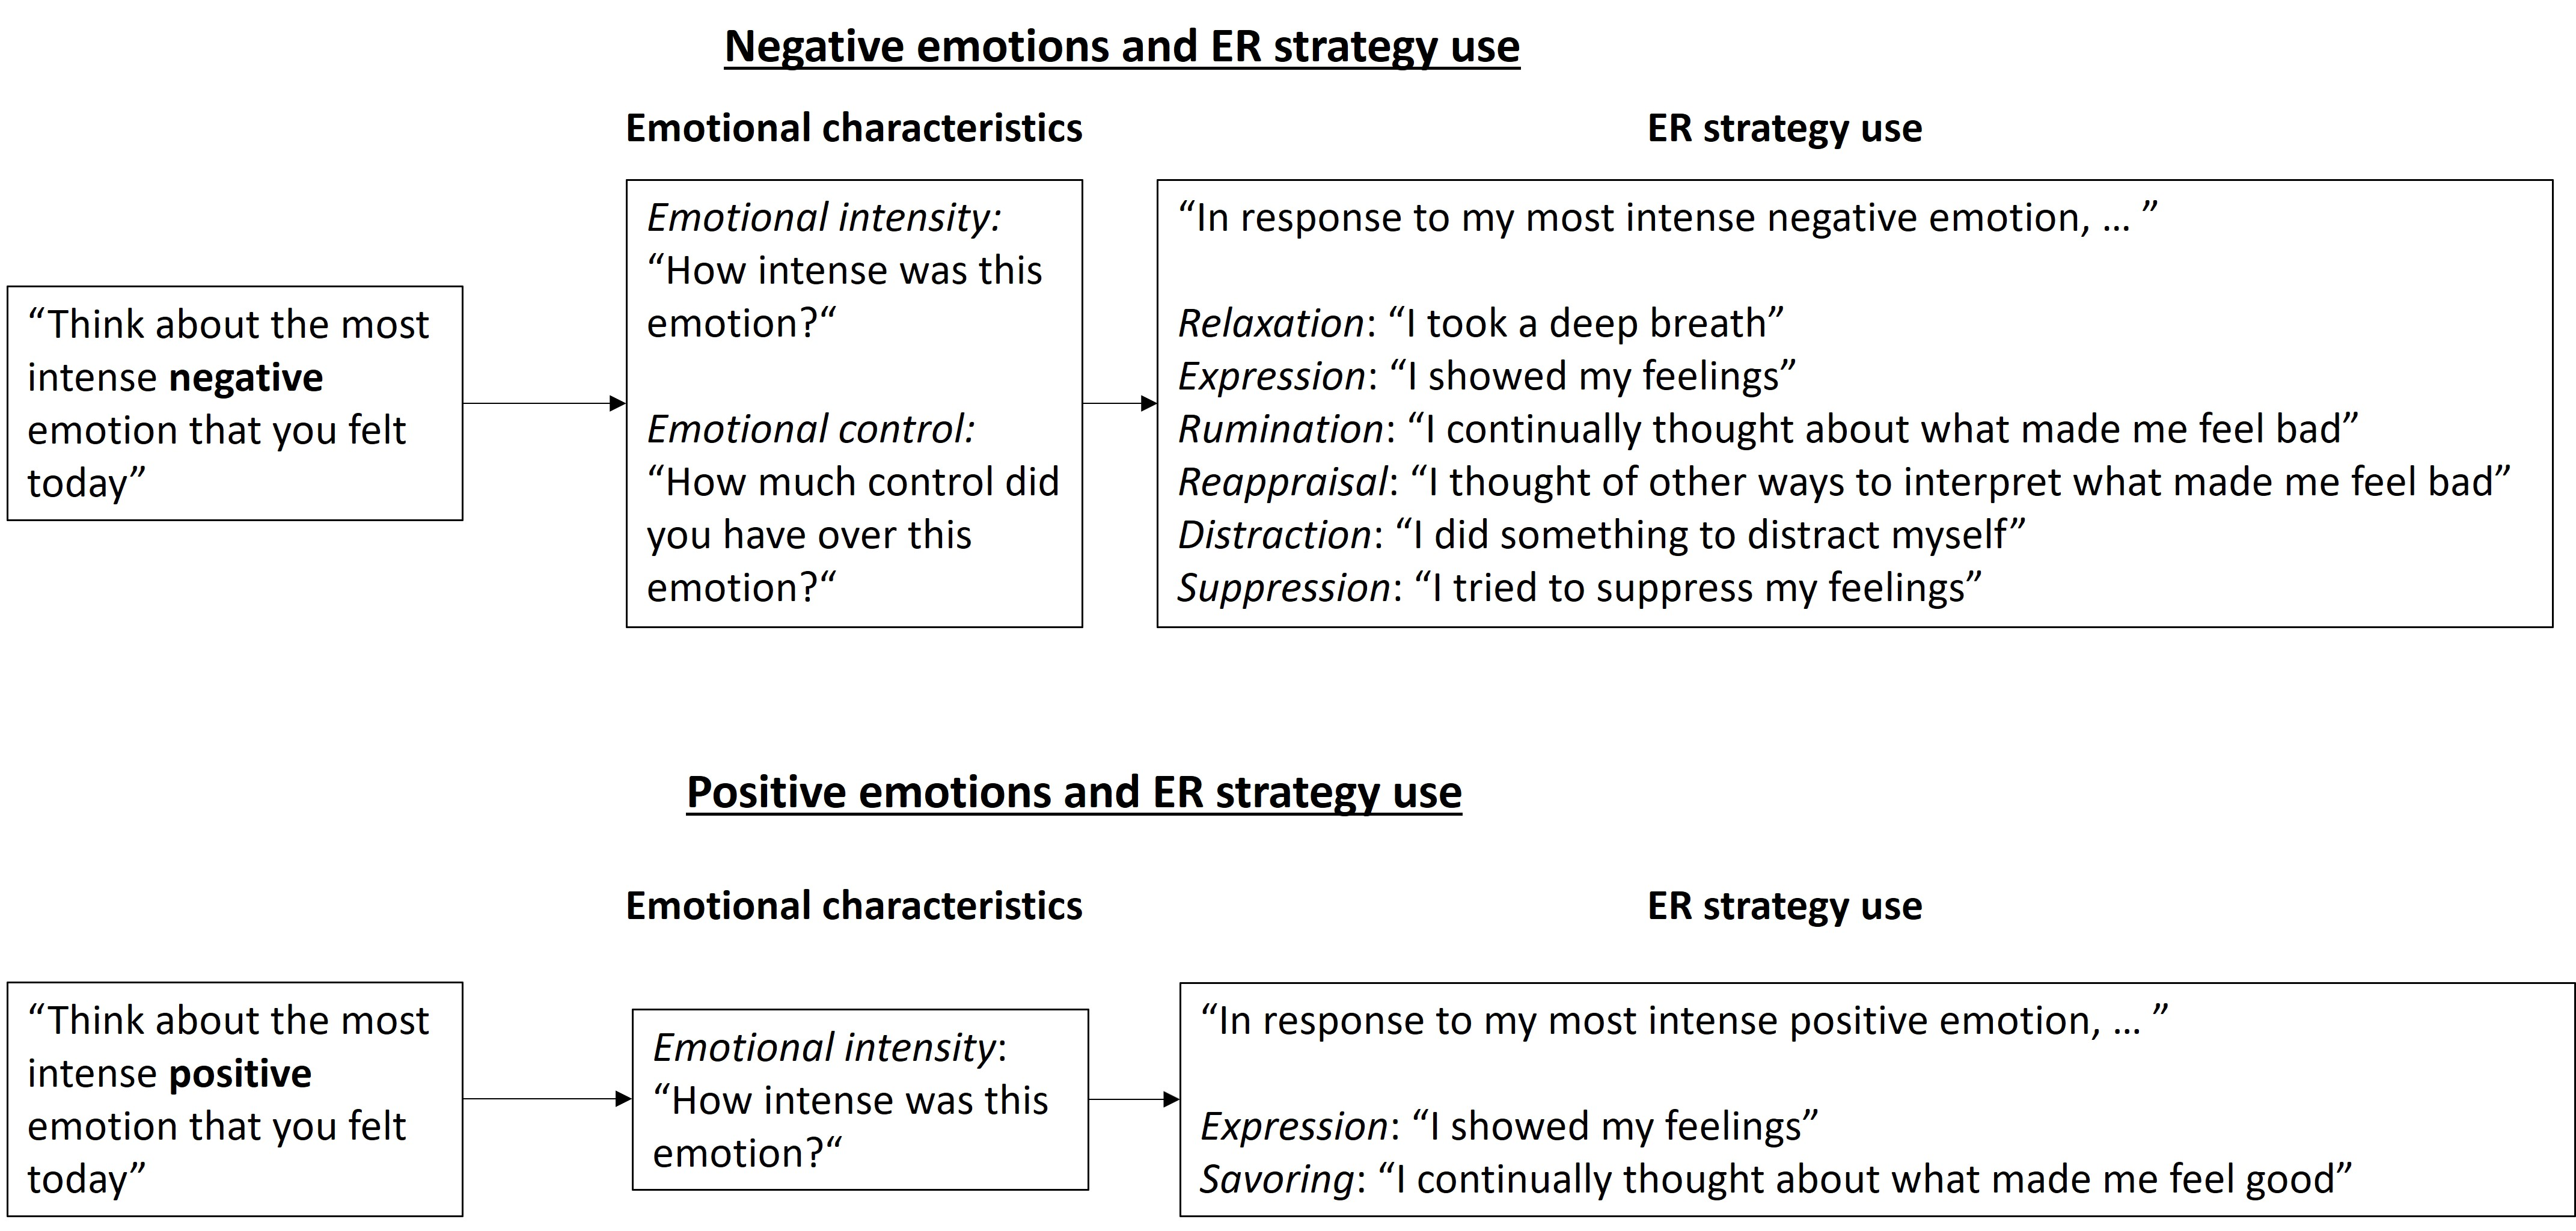 Negative emotions and ER strategy use
Emotional characteristics
ER strategy use
“Think about the most
intense negative
emotion that you felt
today”
Emotional intensity:
“How intense was this
emotion?“
Emotional control:
“How much control did
you have over this
emotion?“
“In response to my most intense negative emotion, … ”
Relaxation: “I took a deep breath”
Expression: “I showed my feelings”
Rumination: “I continually thought about what made me feel bad”
Reappraisal: “I thought of other ways to interpret what made me feel bad”
Distraction: “I did something to distract myself”
Suppression: “I tried to suppress my feelings”
Positive emotions and ER strategy use
Emotional characteristics
ER strategy use
“Think about the most
intense positive
emotion that you felt
today”
Emotional intensity:
“How intense was this
emotion?“
“In response to my most intense positive emotion, … ”
Expression: “I showed my feelings”
Savoring: “I continually thought about what made me feel good”